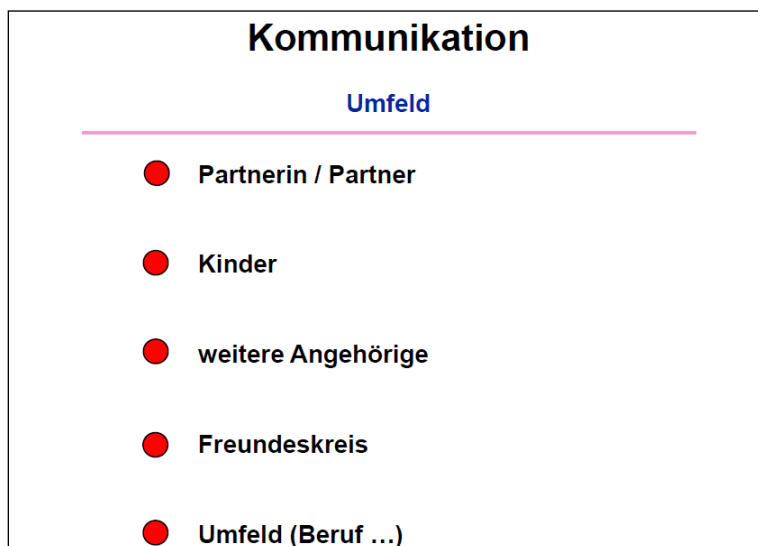 Kommunikation
Umfeld
Partnerin / Partner
Kinder
weitere Angehörige
Freundeskreis
Umfeld (Beruf ...)